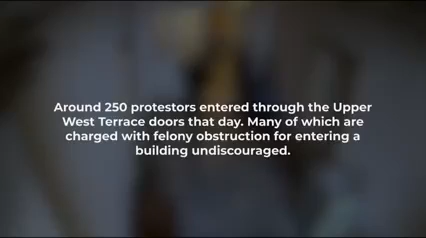 Around 250 protestors entered through the Upper
West Terrace doors that day. Many of which are
charged with felony obstruction for entering a
building undiscouraged.